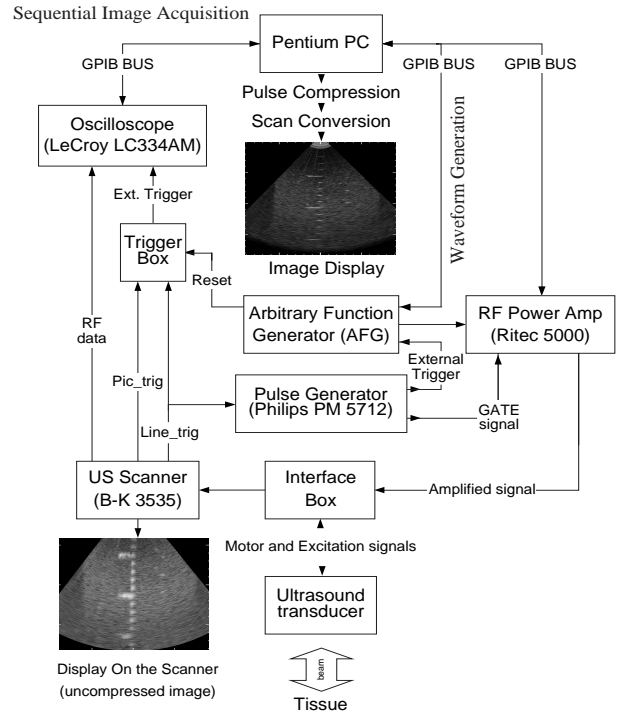 Sequential Image Acquisition
Pentium PC
GPIB BUS
GPIB BUS
GPIB BUS
Pulse Compression
Scan Conversion
Oscilloscope
(LeCroy LC334AM)
Waveform Generation
Ext. Trigger
Trigger
Box
Image Display
Reset
Arbitrary Function
Generator (AFG)
RF Power Amp
(Ritec 5000)
RF
data
External
Trigger
Pic_trig
Pulse Generator
(Philips PM 5712)
GATE
signal
Line_trig
US Scanner
(B-K 3535)
Interface
Box
Amplified signal
Motor and Excitation signals
Ultrasound
transducer
Display On the Scanner
(uncompressed image)
beam
Tissue